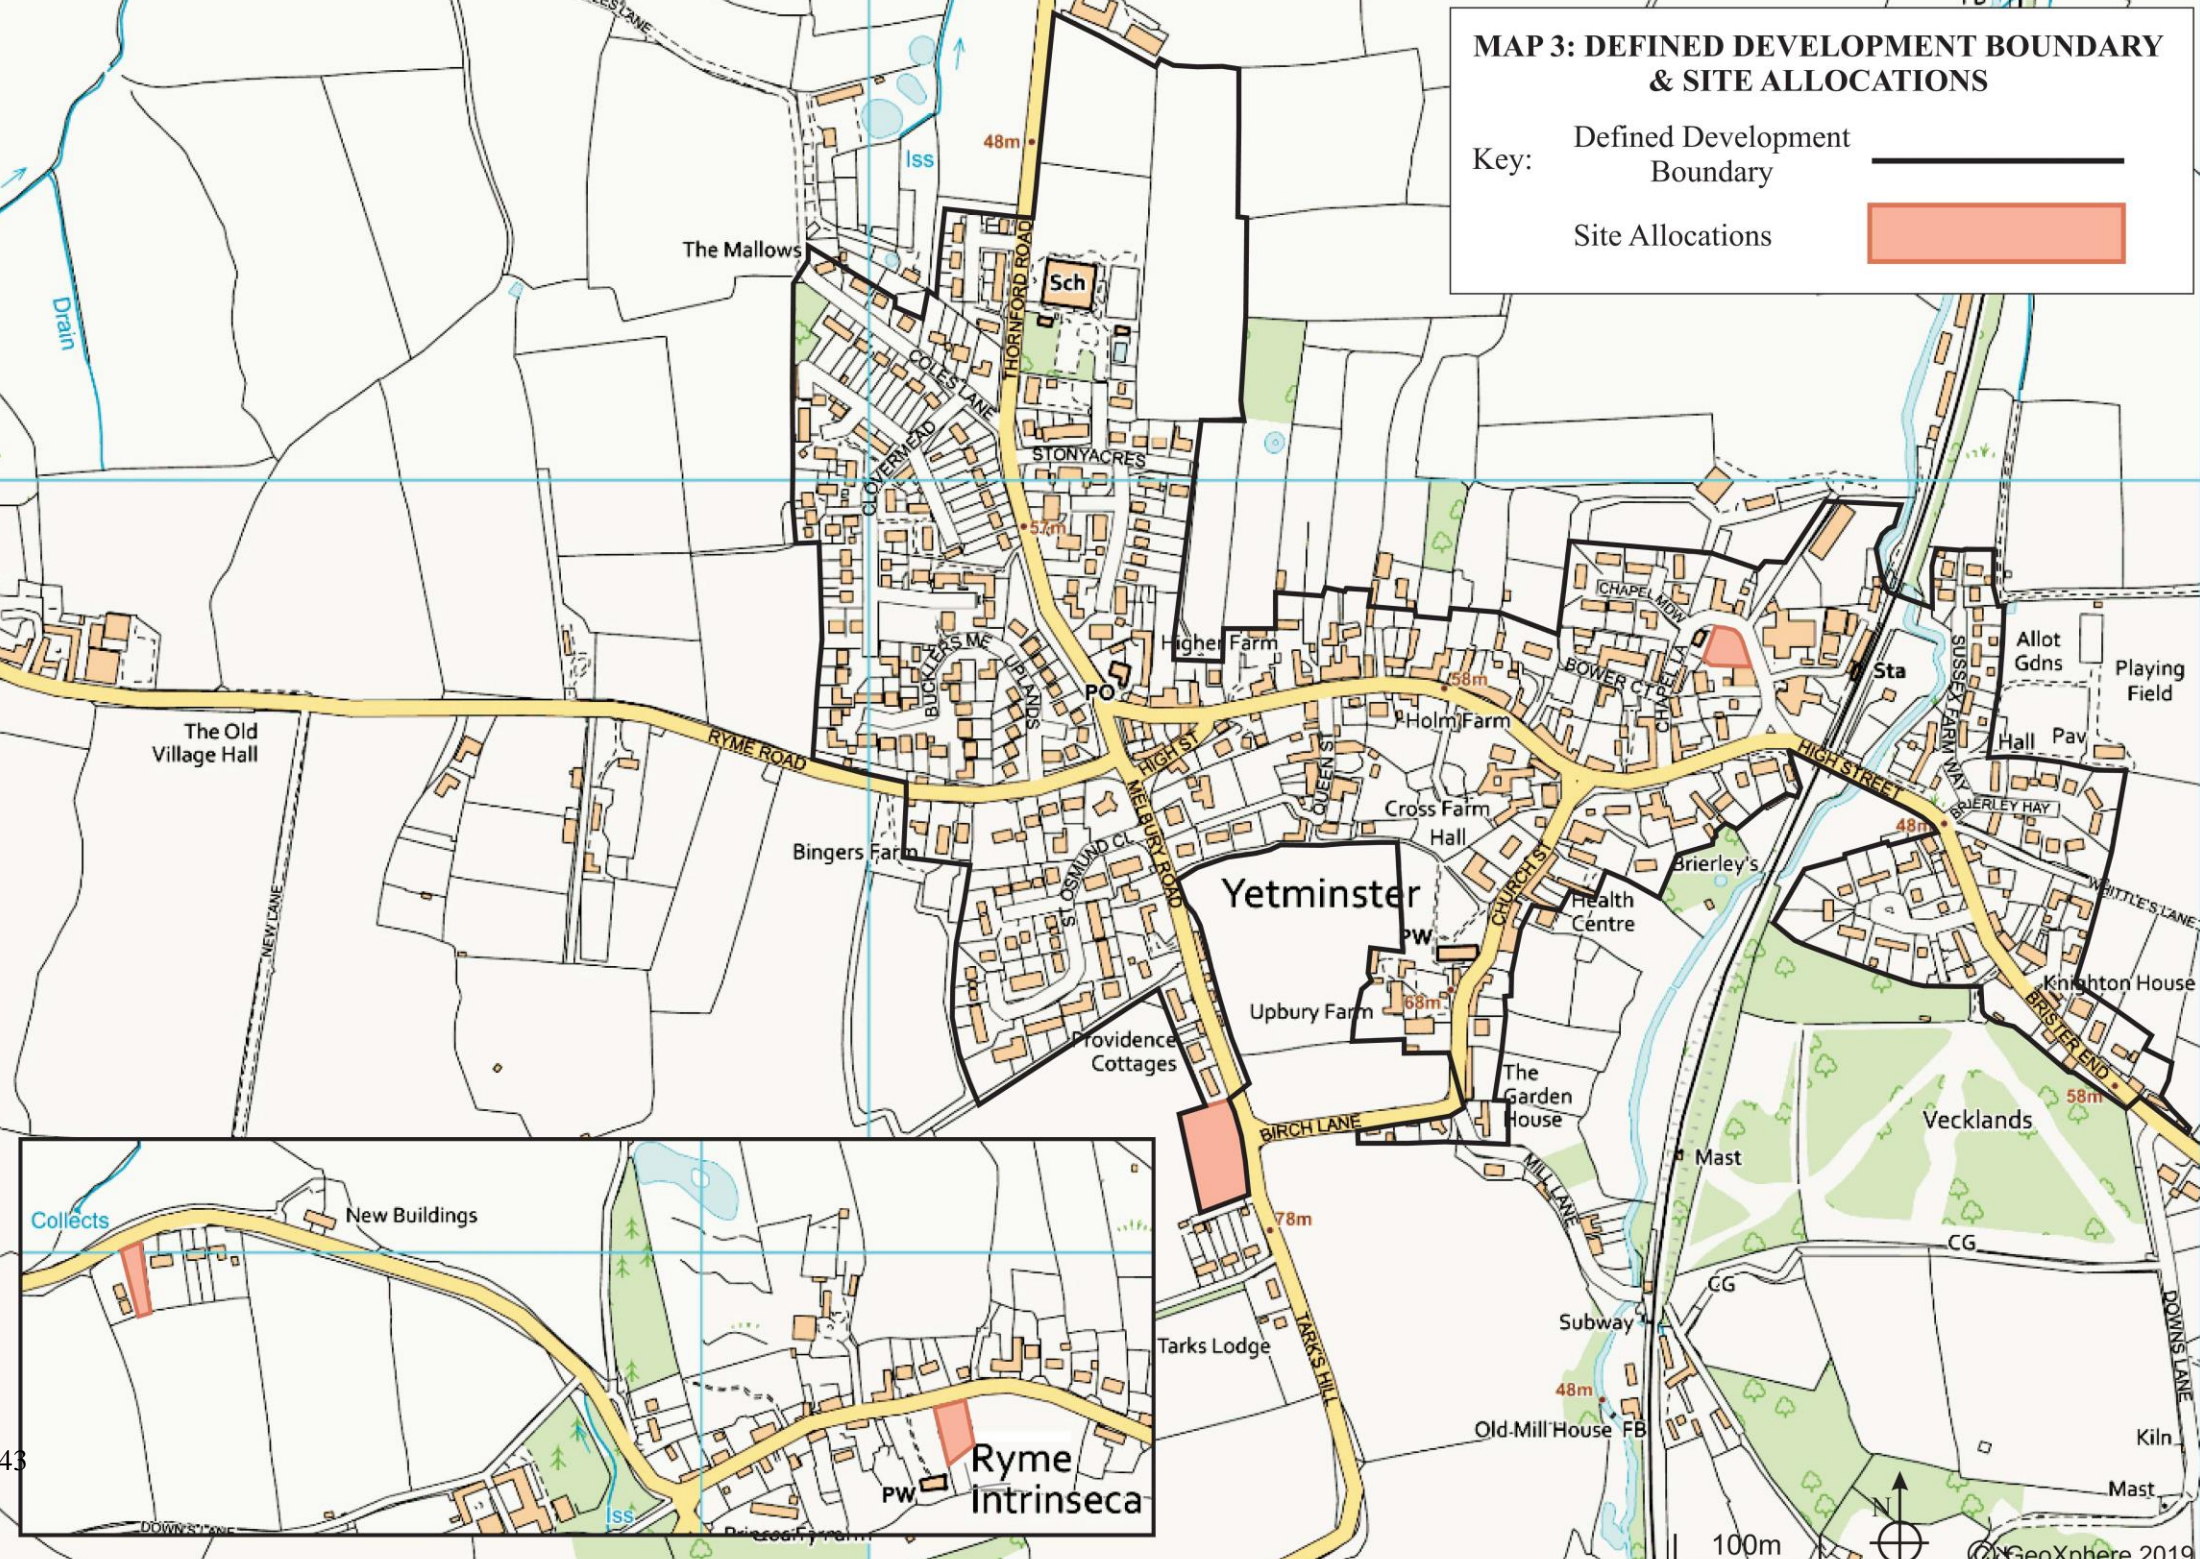 MAP 3: DEFINED DEVELOPMENT BOUNDARY
& SITE ALLOCATIONS
Key:
Defined Development
Boundary
Site Allocations
48m
Iss
The Mallows
THORNFORD ROAD
Sch
Drain
COLES LANE
CLOVERMEAD
STONYACRES
57m
CHAPEL MDW
Higher Farm
BUCKLERS ME
UPLANDS
PO
58m
BOWER CT
CHAPEL LA
Sta
SUSSEX FARM WAY
Allot
Gdns
Playing
Field
The Old
Village Hall
RYME ROAD
HIGH ST
Holm Farm
QUEEN ST
HIGH STREET
Hall
Pav
MELBURY ROAD
Cross Farm
Hall
BRIERLEY HAY
48m
Bingers Farm
ST OSMUND CL
Yetminster
CHURCH ST
Brierley's
WHITTLE'S LANE
Health
Centre
NEW LANE
PW
Knighton House
Upbury Farm
68m
BRISTER END
Providence
Cottages
The
Garden
House
58m
BIRCH LANE
Vecklands
Mast
MILL LANE
78m
CG
CG
Subway
DOWNS LANE
Tarks Lodge
TARK'S HILL
48m
Old Mill House
FB
Kiln
Mast
Collects
New Buildings
Ryme
Intrinseca
PW
Iss
DOWN'S LANE
43
N
100m
GeoXphere 2019